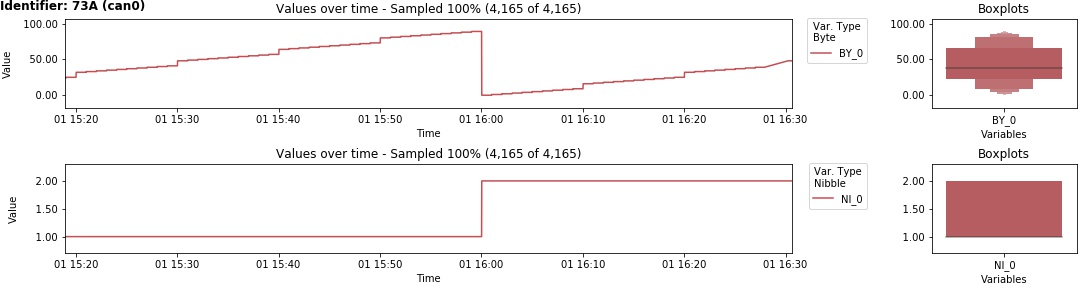 Identifier: 73A (can0)
Values over time - Sampled 100% (4,165 of 4,165)
Boxplots
100.00
50.00
0.00
Value
01 15:20 01 15:30 01 15:40 01 15:50 01 16:00 01 16:10 01 16:20 01 16:30
Time
Var. Type
Byte
BY_0
100.00
50.00
0.00
BY_0
Variables
Values over time - Sampled 100% (4,165 of 4,165)
Boxplots
2.00
1.50
1.00
Value
01 15:20 01 15:30 01 15:40 01 15:50 01 16:00 01 16:10 01 16:20 01 16:30
Time
Var. Type
Nibble
NI_0
2.00
1.50
1.00
NI_0
Variables